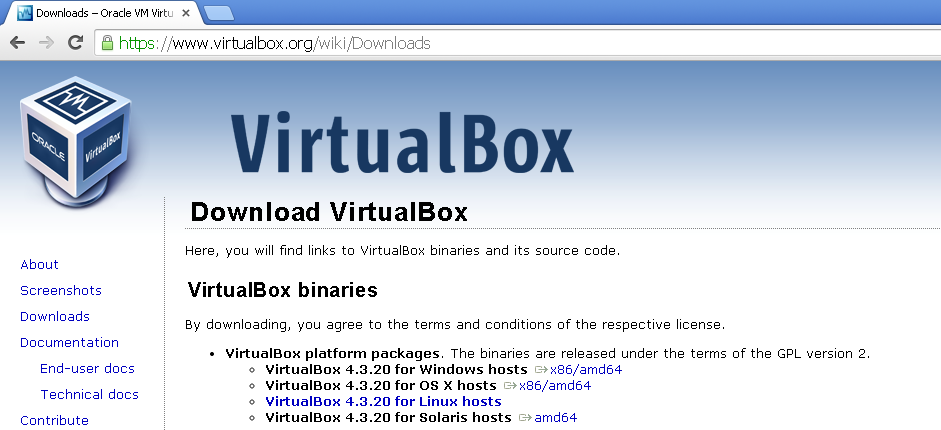 Downloads – Oracle VM Virtu
https://www.virtualbox.org/wiki/Downloads
ORACLE
VirtualBox
VirtualBox
Download VirtualBox
Here, you will find links to VirtualBox binaries and its source code.
VirtualBox binaries
By downloading, you agree to the terms and conditions of the respective license.
• VirtualBox platform packages. The binaries are released under the terms of the GPL version 2.
◦ VirtualBox 4.3.20 for Windows hosts x86/amd64
◦ VirtualBox 4.3.20 for OS X hosts x86/amd64
◦ VirtualBox 4.3.20 for Linux hosts
◦ VirtualBox 4.3.20 for Solaris hosts amd64
About
Screenshots
Downloads
Documentation
End-user docs
Technical docs
Contribute